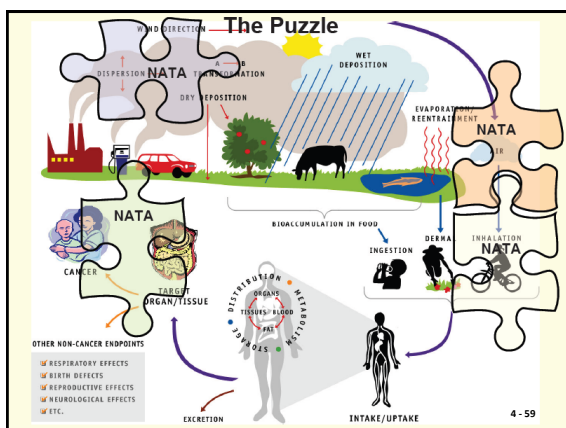 The Puzzle
WIND DIRECTION
WET
DEPOSITION
A B
DISPERSION
NATA
TRANSFORMATION
DRY DEPOSITION
EVAPORATION/
REENTRAINMENT
NATA
AIR
NATA
BIOACCUMULATION IN FOOD
INGESTION
DERMAL
INHALATION
NATA
CANCER
TARGET
ORGAN/TISSUE
DISTRIBUTION
METABOLISM
STORAGE
ORGANS
TISSUES
BLOOD
FAT
OTHER NON-CANCER ENDPOINTS
RESPIRATORY EFFECTS
BIRTH DEFECTS
REPRODUCTIVE EFFECTS
NEUROLOGICAL EFFECTS
ETC.
EXCRETION
INTAKE/UPTAKE
4 - 59